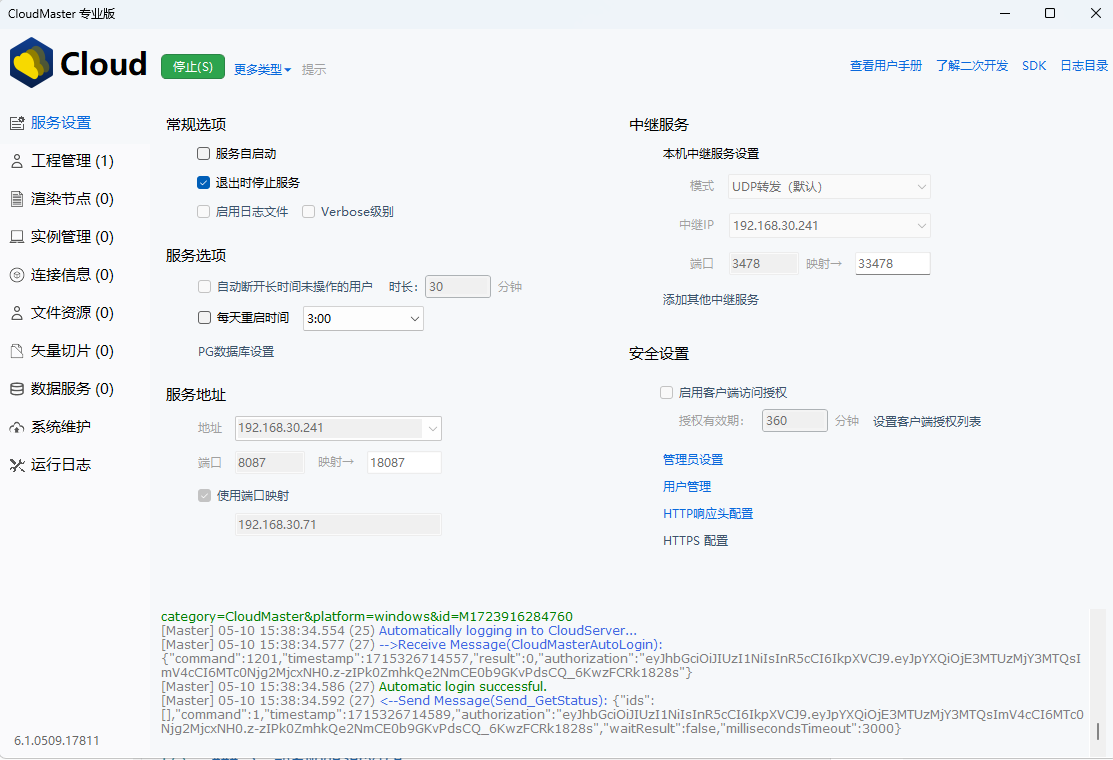 CloudMaster 专业版
Cloud
停止(S)
更多类型
提示
查看用户手册
了解二次开发
SDK
日志目录
服务设置
工程管理 (1)
渲染节点 (0)
实例管理 (0)
连接信息 (0)
文件资源 (0)
矢量切片 (0)
数据服务 (0)
系统维护
运行日志
6.1.0509.17811
常规选项
服务自启动
退出时停止服务
启用日志文件 Verbose级别
服务选项
自动断开长时间未操作的用户 时长: 30 分钟
每天重启时间 3:00
PG数据库设置
服务地址
地址 192.168.30.241
端口 8087 映射→ 18087
使用端口映射
192.168.30.71
中继服务
本机中继服务设置
模式 UDP转发（默认）
中继IP 192.168.30.241
端口 3478 映射→ 33478
添加其他中继服务
安全设置
启用客户端访问授权
授权有效期: 360 分钟 设置客户端授权列表
管理员设置
用户管理
HTTP响应头配置
HTTPS 配置
category=CloudMaster&platform=windows&id=M1723916284760
[Master] 05-10 15:38:34.554 (25) Automatically logging in to CloudServer...
[Master] 05-10 15:38:34.577 (27) -->Receive Message(CloudMasterAutoLogin):
{"command":1201,"timestamp":1715326714557,"result":0,"authorization":"eyJhbGciOiJIUzI1NiIsInR5cCI6IkpXVCJ9.eyJpYXQiOjE3MTUzMjY3MTQsI
mV4cCI6MTc0Njg2MjcxNH0.z-zIPk0ZmhkQe2NmCE0b9GKvPdsCQ_6KwzFCRk1828s"}
[Master] 05-10 15:38:34.586 (27) Automatic login successful.
[Master] 05-10 15:38:34.592 (27) <--Send Message(Send_GetStatus): {"ids":
[],"command":1,"timestamp":1715326714589,"authorization":"eyJhbGciOiJIUzI1NiIsInR5cCI6IkpXVCJ9.eyJpYXQiOjE3MTUzMjY3MTQsImV4cCI6MTc0
Njg2MjcxNH0.z-zIPk0ZmhkQe2NmCE0b9GKvPdsCQ_6KwzFCRk1828s","waitResult":false,"millisecondsTimeout":3000}